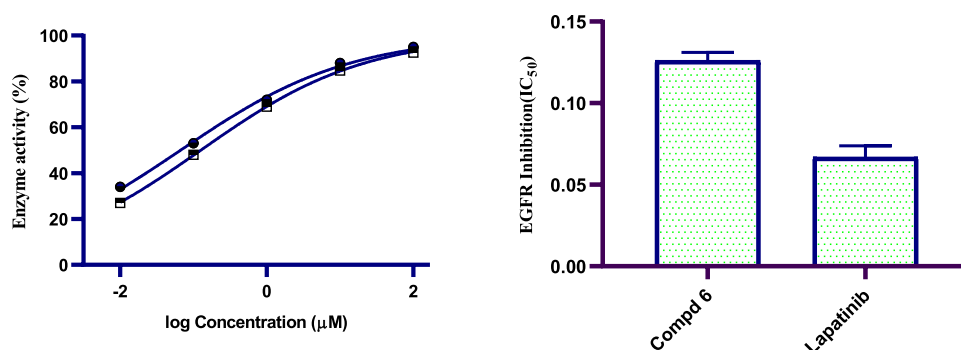 Enzyme activity (%)
100
80
60
40
20
0
-2
0
2
log Concentration (μM)
EGFR Inhibition(IC50)
0.15
0.10
0.05
0.00
Compd 6
Lapatinib